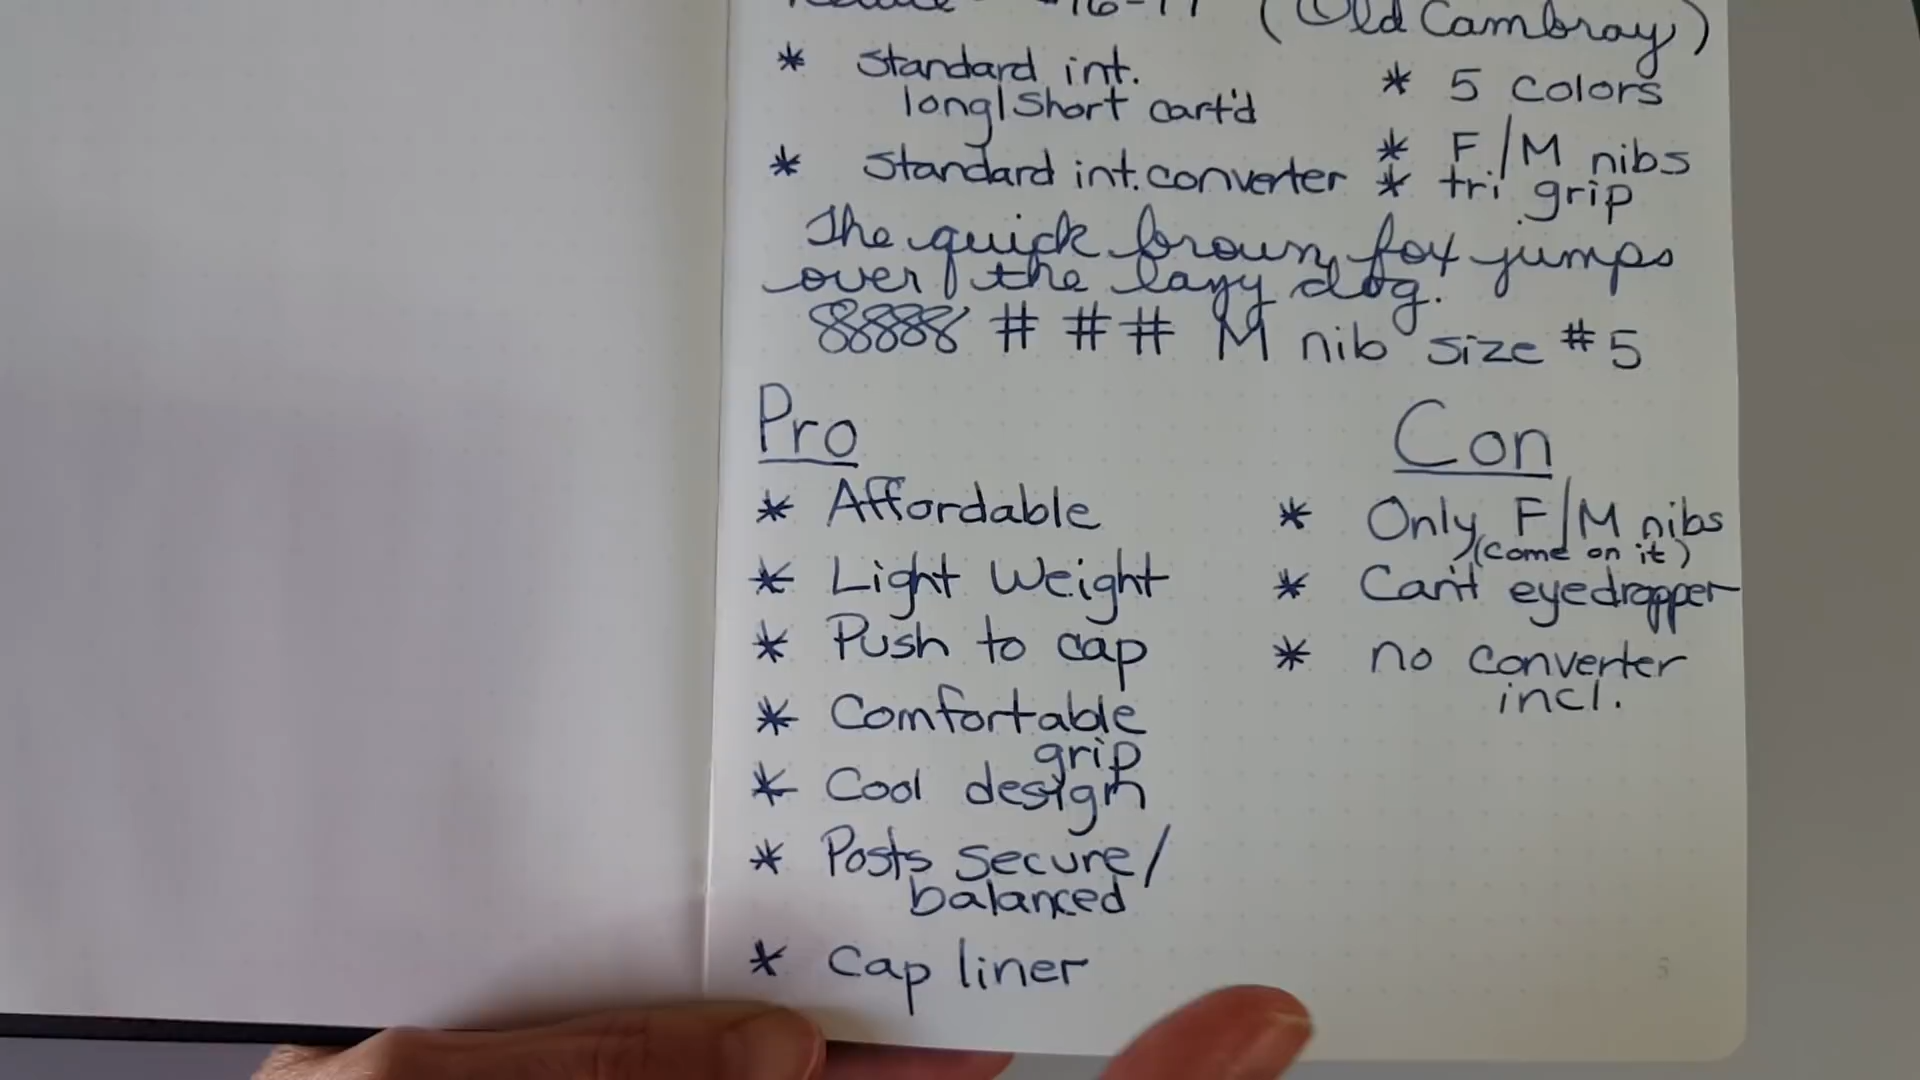 (Old Cambray)
* Standard int. * 5 colors
long/short cart'd
* F/M nibs
* Standard int. converter * tri grip
The quick brown fox jumps
over the lazy dog.
88888 # # # M nib size #5
Pro
* Affordable
* Light Weight
* Push to cap
* Comfortable
grip
* Cool design
* Posts secure/
balanced
* Cap liner
Con
* Only F/M nibs
(come on it)
* Can't eyedropper
* no converter
incl.
5